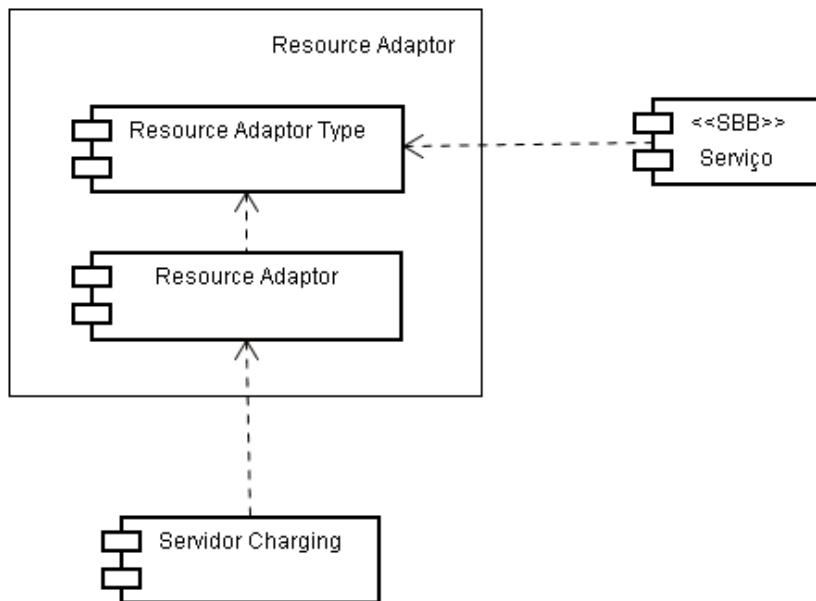 Resource Adaptor
Resource Adaptor Type
<<SBB>>
Serviço
Resource Adaptor
Servidor Charging